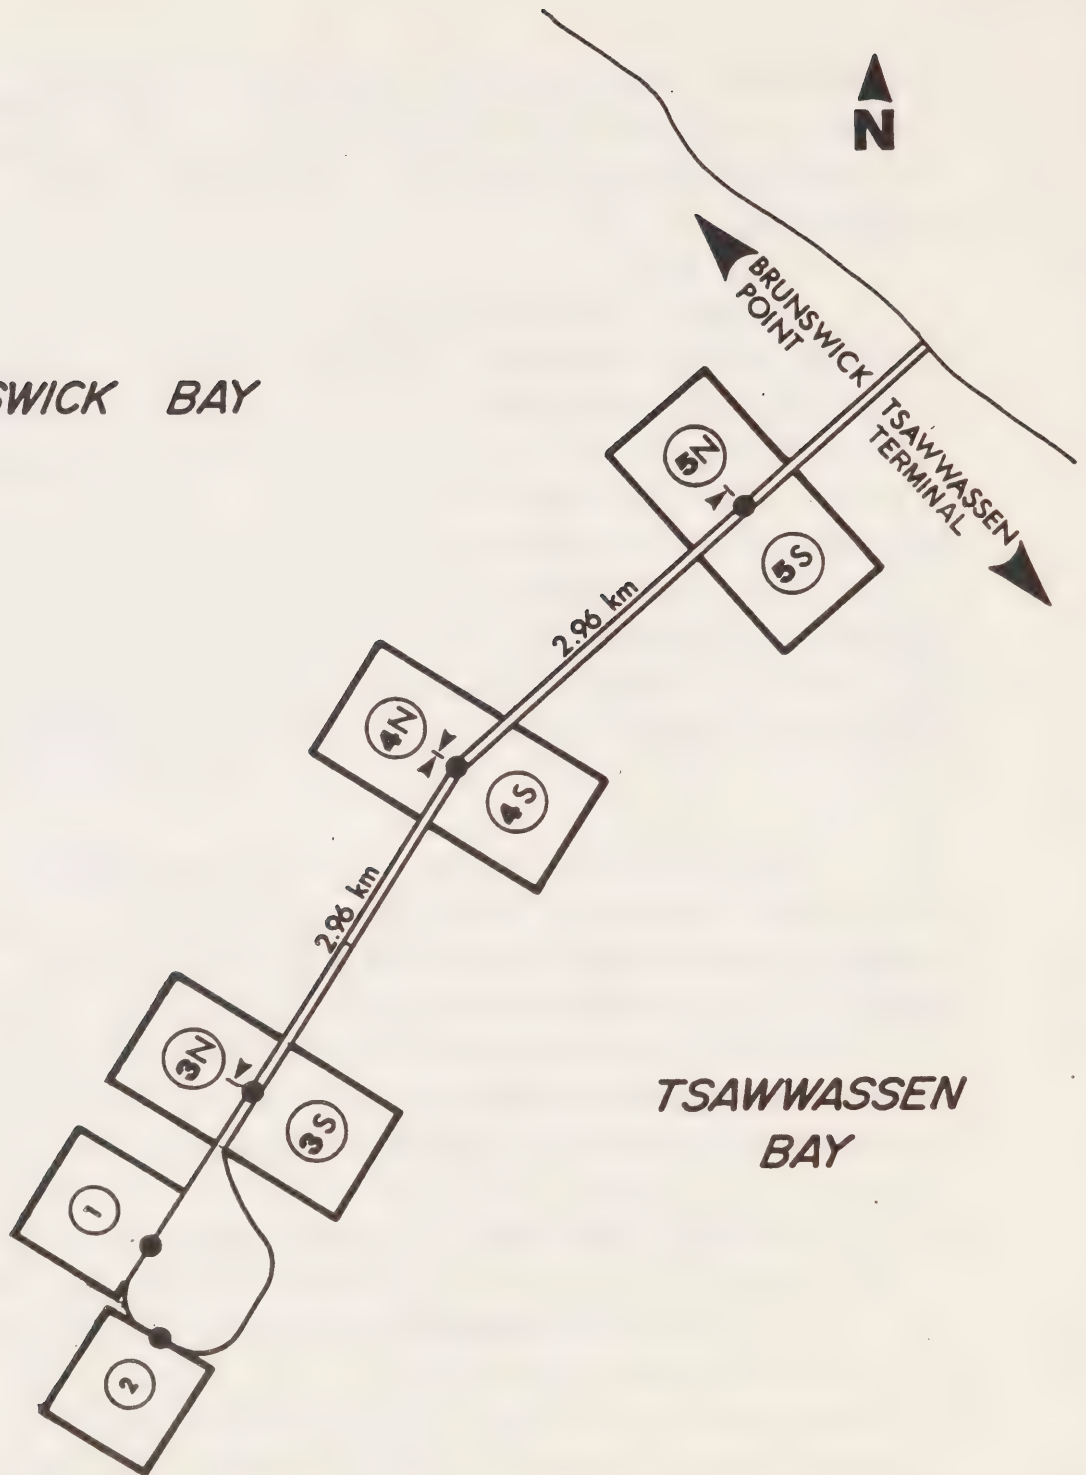 N
BRUNSWICK
POINT
SWICK BAY
TSAWWASSEN
TERMINAL
5N
5S
2.96 km
4N
4S
2.96 km
3N
3S
TSAWWASSEN
BAY
1
2